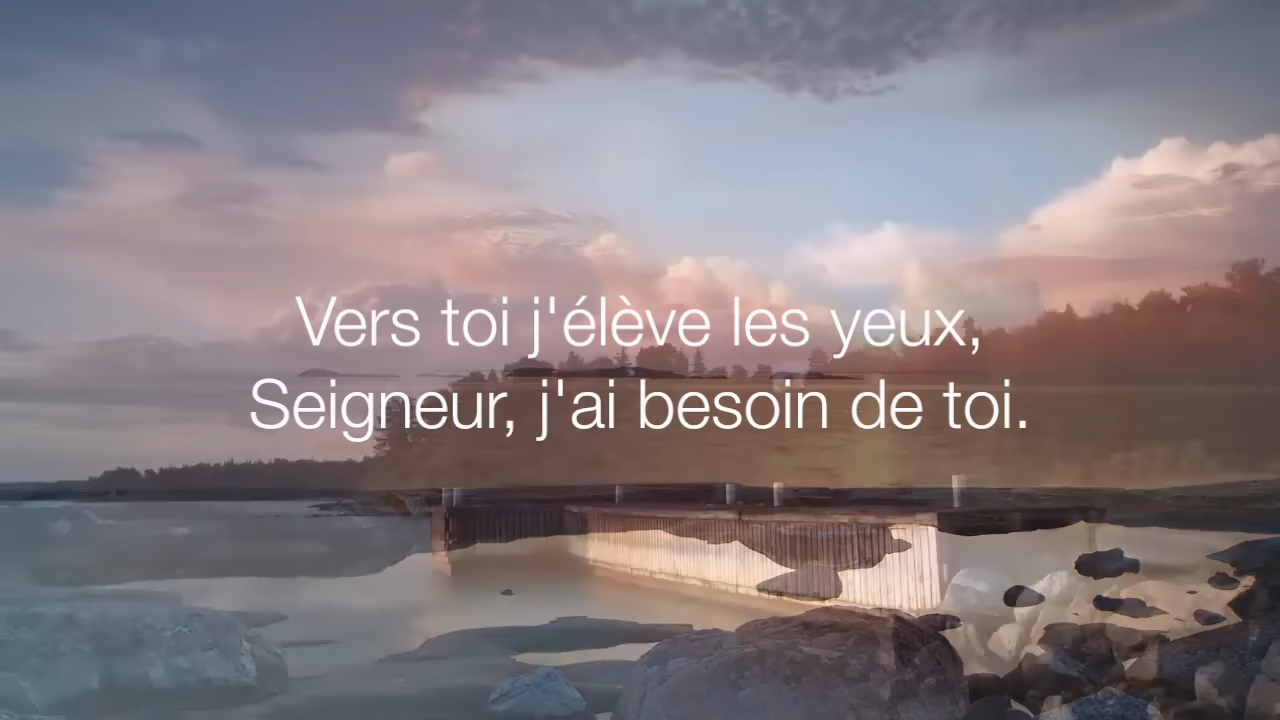 Vers toi j'élève les yeux,
Seigneur, j'ai besoin de toi.